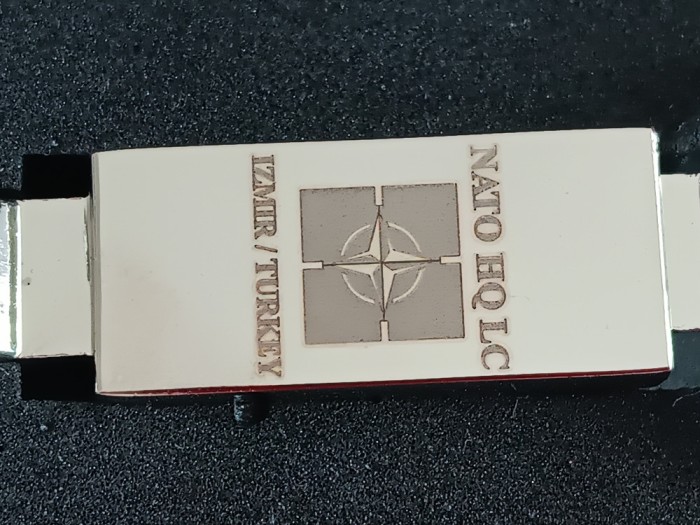 NATO HQ LC
IZMIR / TURKEY